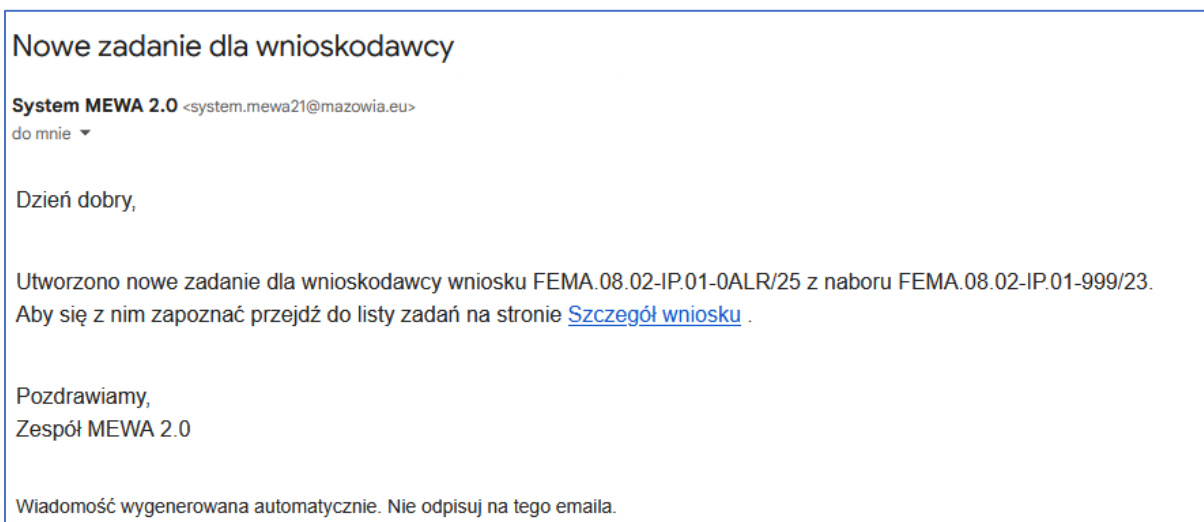 Nowe zadanie dla wnioskodawcy
System MEWA 2.0 <system.mewa21@mazowia.eu>
do mnie
Dzień dobry,
Utworzono nowe zadanie dla wnioskodawcy wniosku FEMA.08.02-IP.01-0ALR/25 z naboru FEMA.08.02-IP.01-999/23.
Aby się z nim zapoznać przejdź do listy zadań na stronie Szczegół wniosku .
Pozdrawiamy,
Zespół MEWA 2.0
Wiadomość wygenerowana automatycznie. Nie odpisuj na tego emaila.